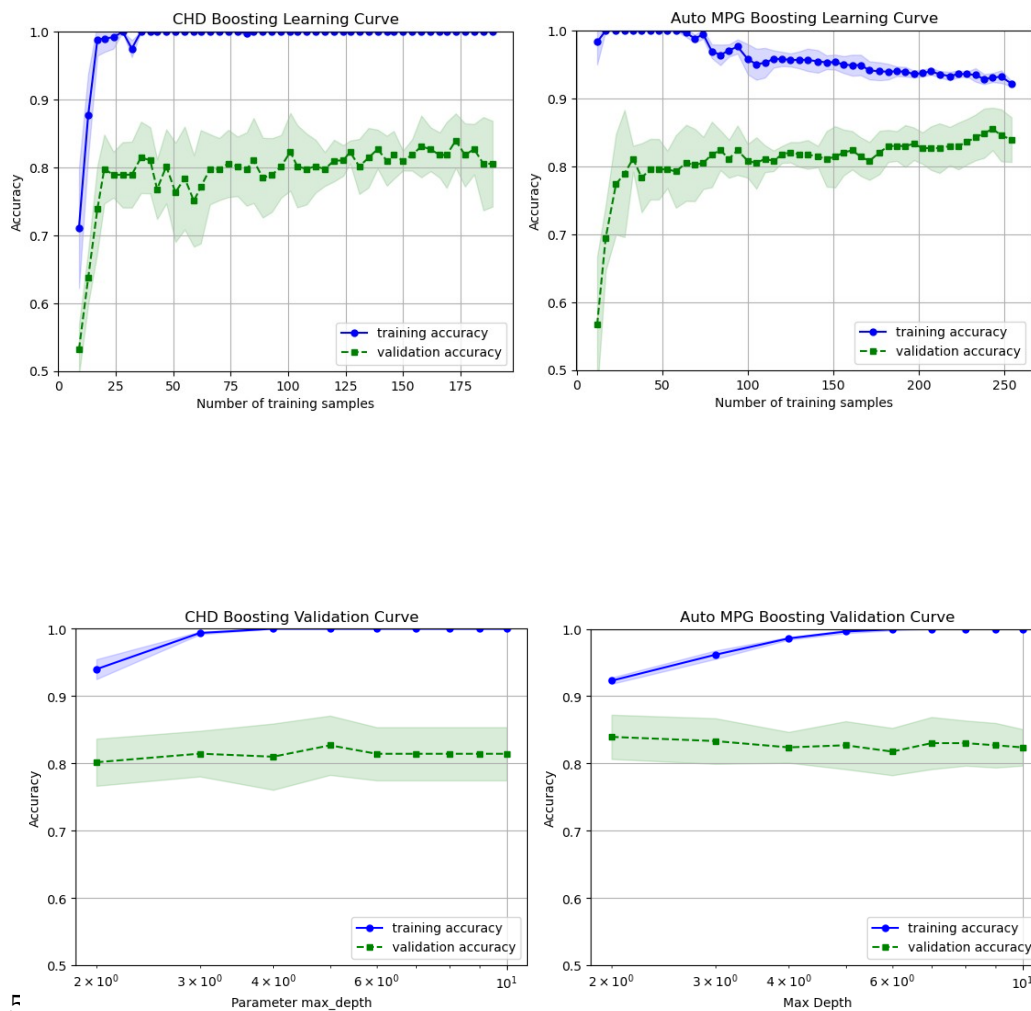 CHD Boosting Learning Curve
1.0
0.9
0.8
0.7
0.6
0.5
Accuracy
0 25 50 75 100 125 150 175
Number of training samples
training accuracy
validation accuracy
Auto MPG Boosting Learning Curve
1.0
0.9
0.8
0.7
0.6
0.5
Accuracy
0 50 100 150 200 250
Number of training samples
training accuracy
validation accuracy
CHD Boosting Validation Curve
1.0
0.9
0.8
0.7
0.6
0.5
Accuracy
2 × 10⁰ 3 × 10⁰ 4 × 10⁰ 6 × 10⁰ 10¹
Parameter max_depth
training accuracy
validation accuracy
Auto MPG Boosting Validation Curve
1.0
0.9
0.8
0.7
0.6
0.5
Accuracy
2 × 10⁰ 3 × 10⁰ 4 × 10⁰ 6 × 10⁰ 10¹
Max Depth
training accuracy
validation accuracy